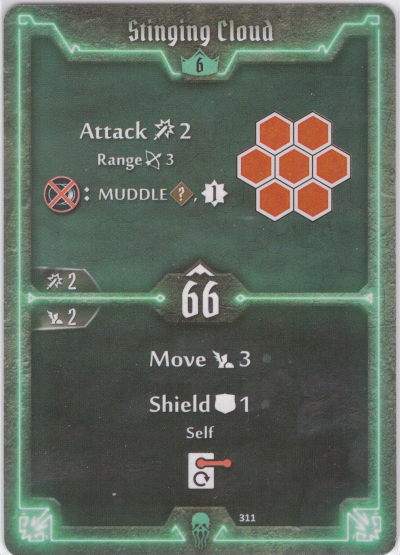 Stinging Cloud
6
Attack 2
Range 3
: MUDDLE ?, 1
2
66
2
Move 3
Shield 1
Self
311